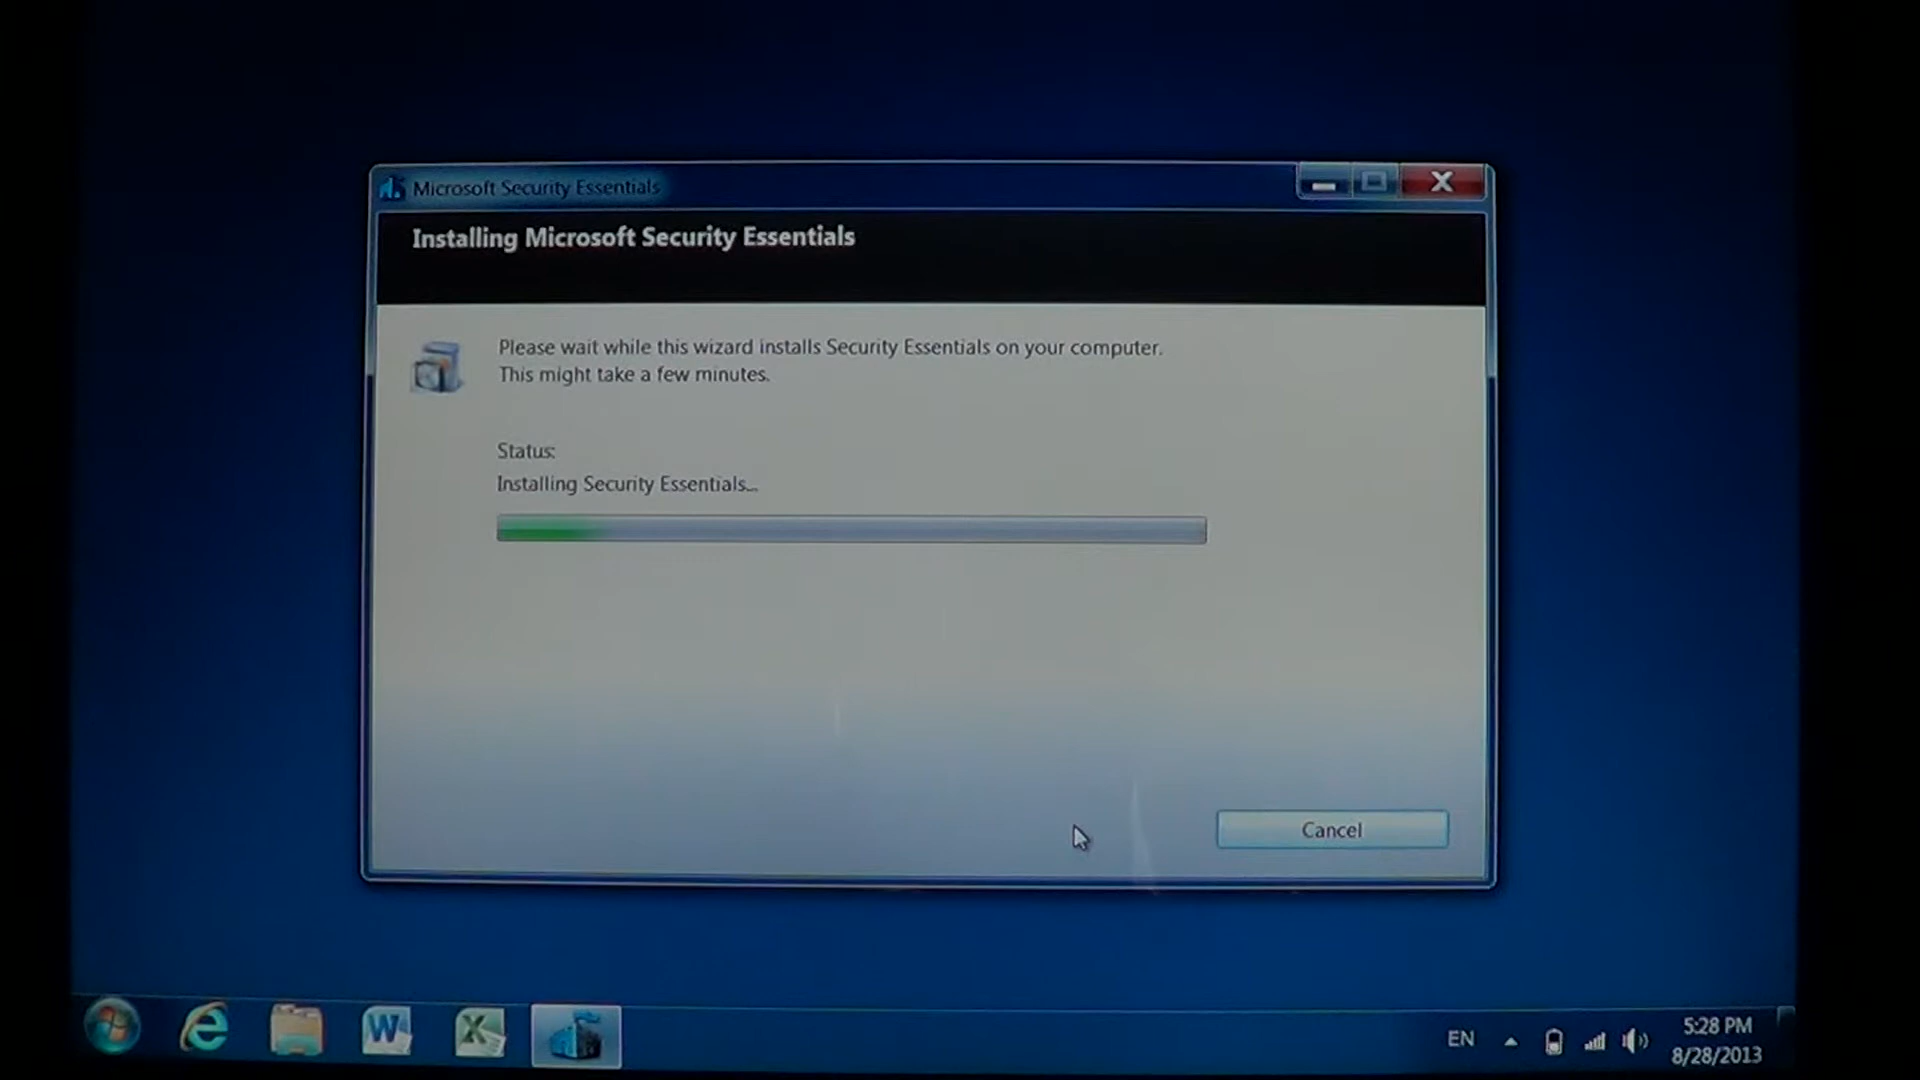 Microsoft Security Essentials
Installing Microsoft Security Essentials
Please wait while this wizard installs Security Essentials on your computer.
This might take a few minutes.
Status:
Installing Security Essentials...
Cancel
EN
5:28 PM
8/28/2013